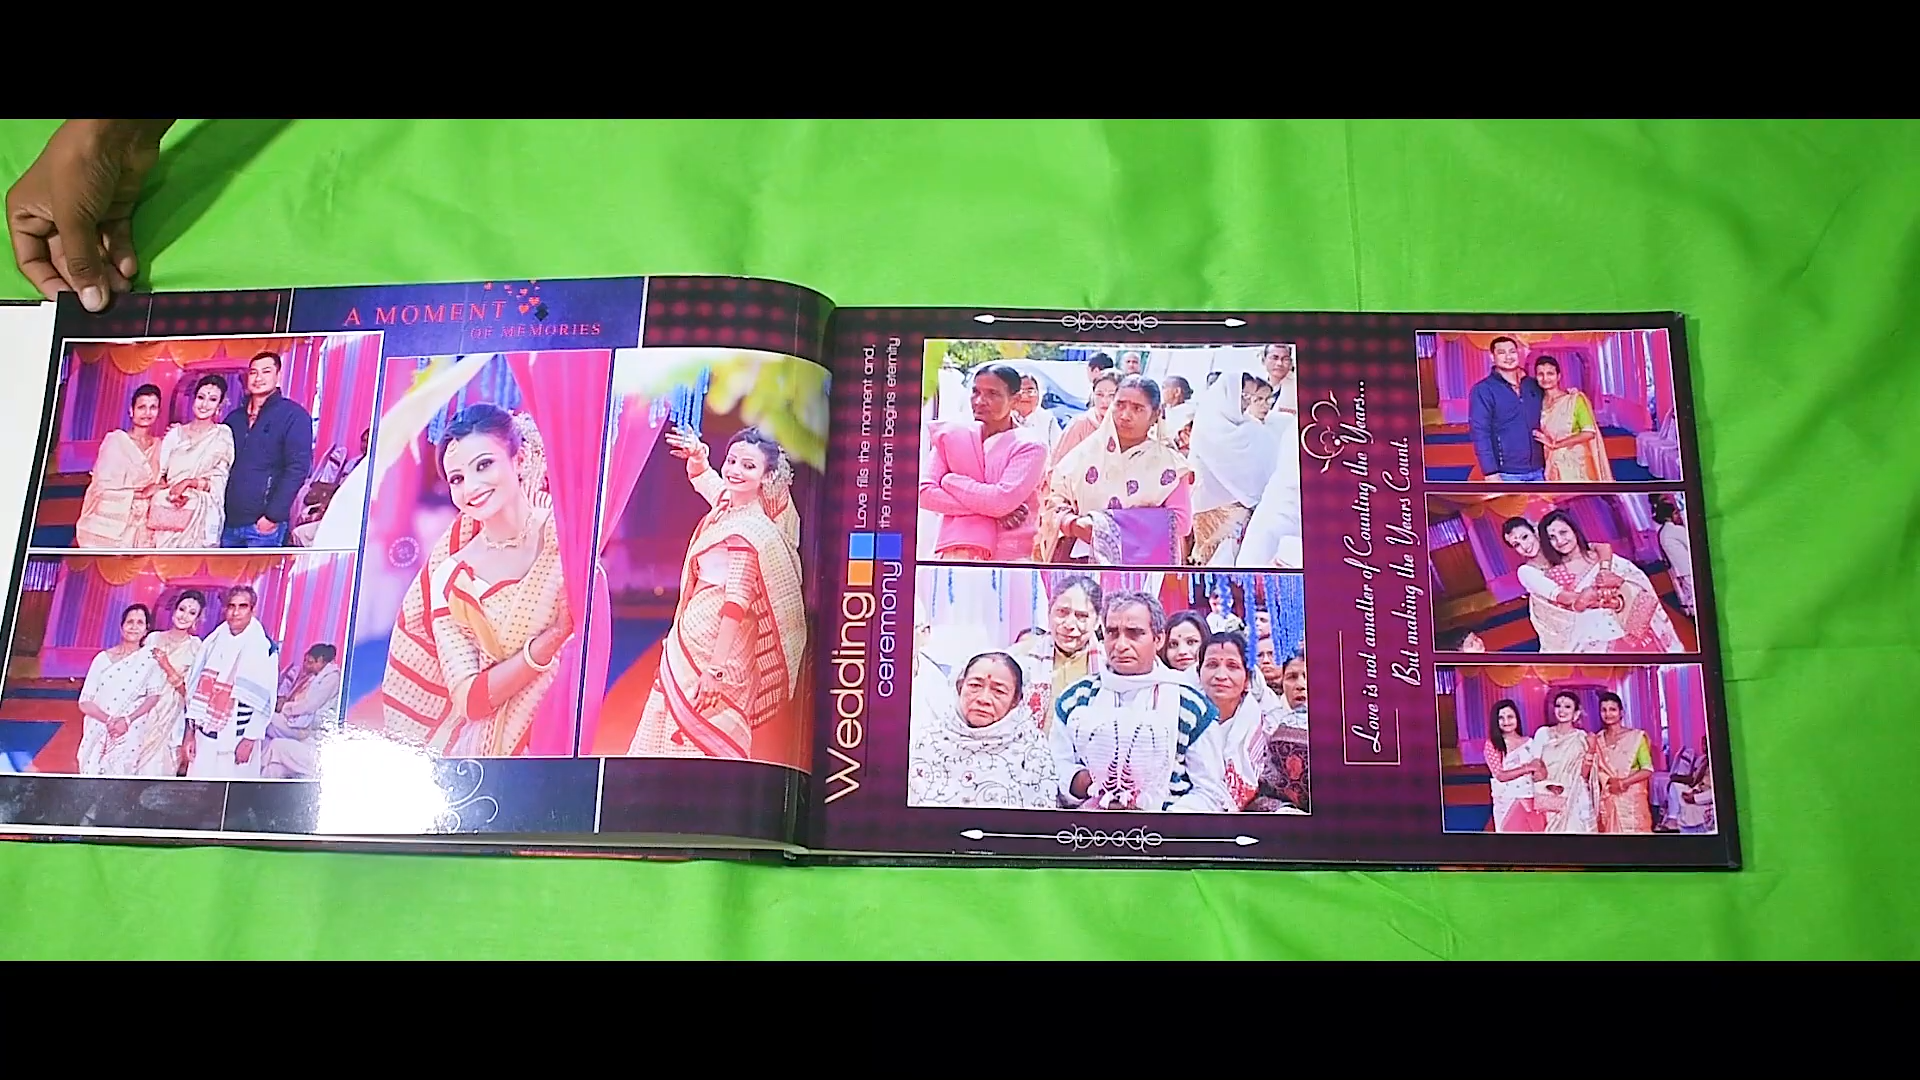 A MOMENT
OF MEMORIES
Wedding
ceremony
Love fills the moment and,
the moment begins eternity
Love is not amatter of Counting the Years...
But making the Years Count.